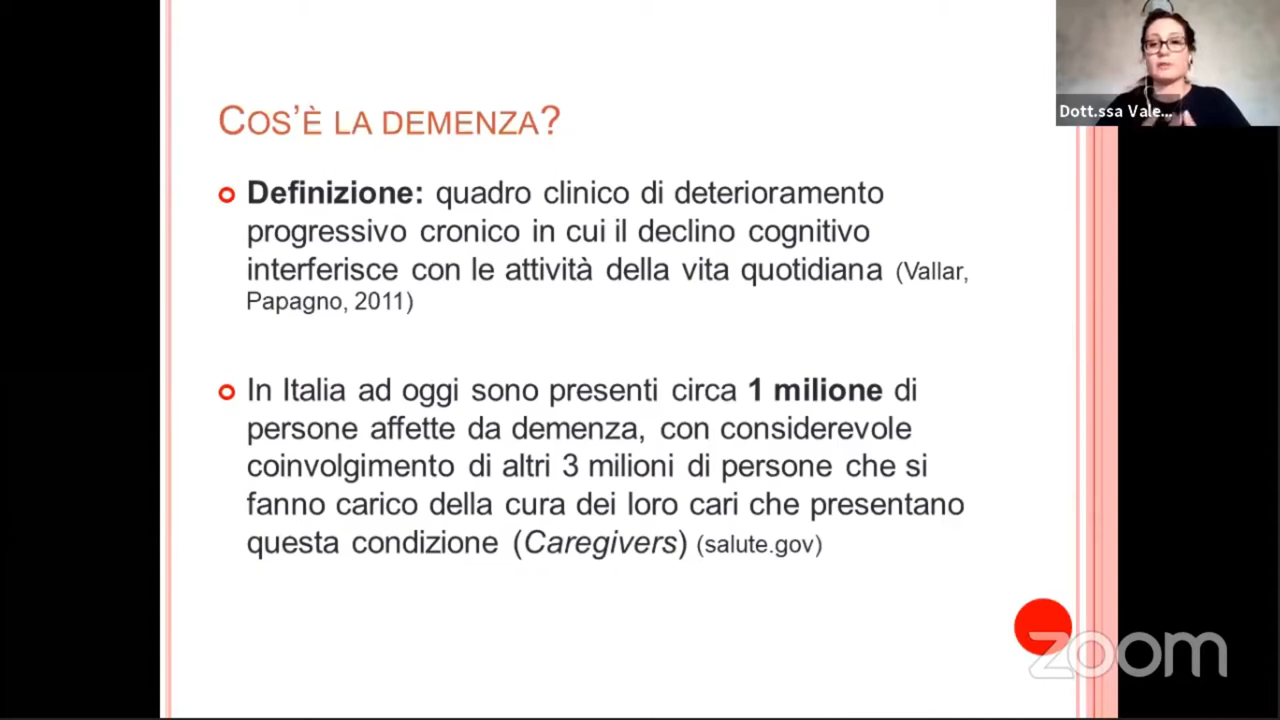 Dott.ssa Vale...
COS'È LA DEMENZA?
Definizione: quadro clinico di deterioramento
progressivo cronico in cui il declino cognitivo
interferisce con le attività della vita quotidiana (Vallar,
Papagno, 2011)
In Italia ad oggi sono presenti circa 1 milione di
persone affette da demenza, con considerevole
coinvolgimento di altri 3 milioni di persone che si
fanno carico della cura dei loro cari che presentano
questa condizione (Caregivers) (salute.gov)
zoom